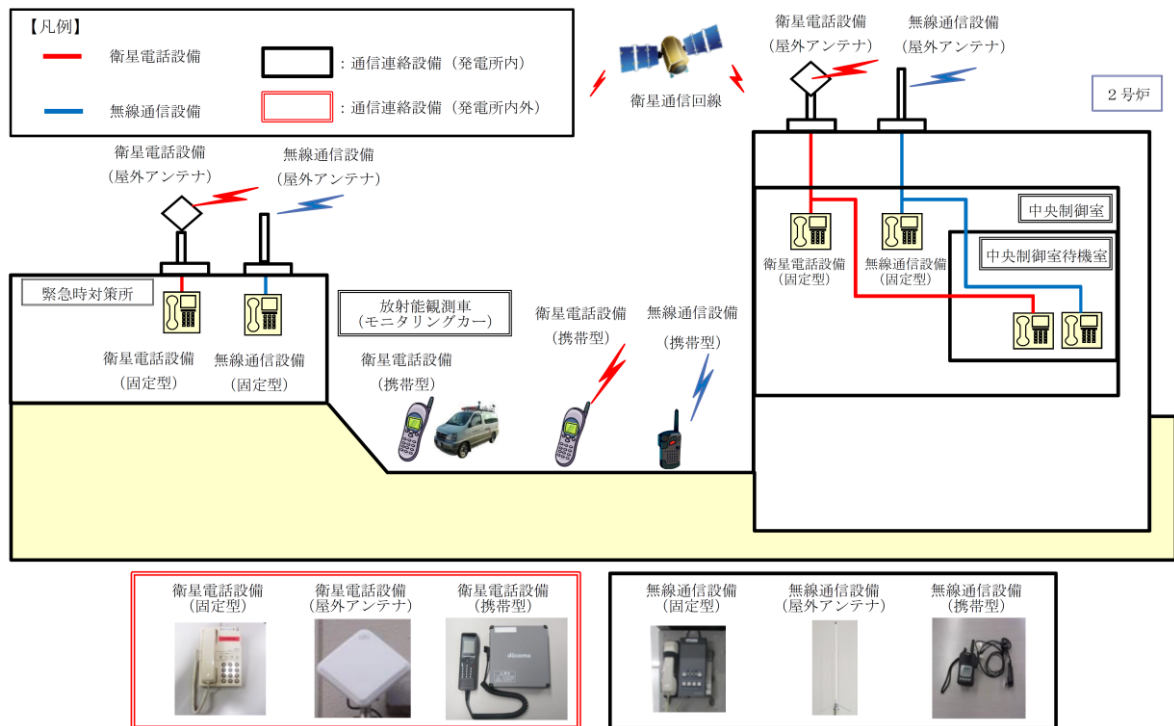 【凡例】
衛星電話設備
：通信連絡設備（発電所内）
無線通信設備
：通信連絡設備（発電所内外）
衛星通信回線
衛星電話設備
(屋外アンテナ)
無線通信設備
(屋外アンテナ)
２号炉
衛星電話設備
(屋外アンテナ)
無線通信設備
(屋外アンテナ)
中央制御室
衛星電話設備
(固定型)
無線通信設備
(固定型)
中央制御室待機室
緊急時対策所
衛星電話設備
(固定型)
無線通信設備
(固定型)
放射能観測車
(モニタリングカー)
衛星電話設備
(携帯型)
衛星電話設備
(携帯型)
無線通信設備
(携帯型)
衛星電話設備
(固定型)
衛星電話設備
(屋外アンテナ)
衛星電話設備
(携帯型)
döcomo
無線通信設備
(固定型)
無線通信設備
(屋外アンテナ)
無線通信設備
(携帯型)